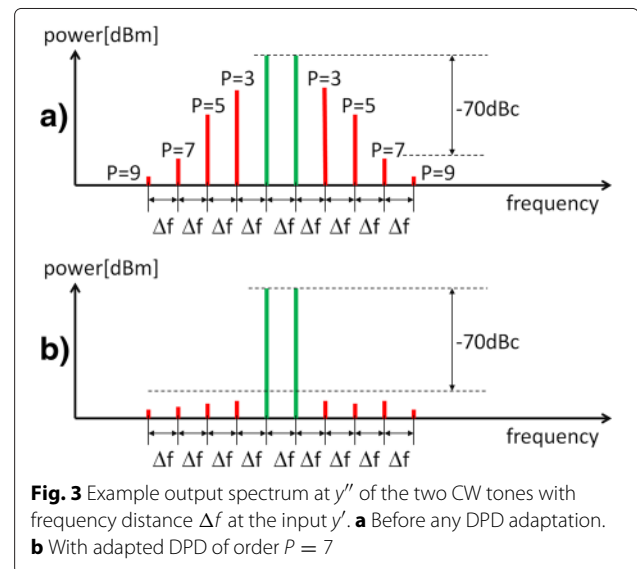 power[dBm]
P=3
P=3
P=5
P=5
-70dBc
a)
P=7
P=7
P=9
P=9
frequency
Δf Δf Δf Δf Δf Δf Δf Δf Δf
power[dBm]
b)
-70dBc
frequency
Δf Δf Δf Δf Δf Δf Δf Δf Δf
Fig. 3 Example output spectrum at y′′ of the two CW tones with
frequency distance Δf at the input y′. a Before any DPD adaptation.
b With adapted DPD of order P = 7